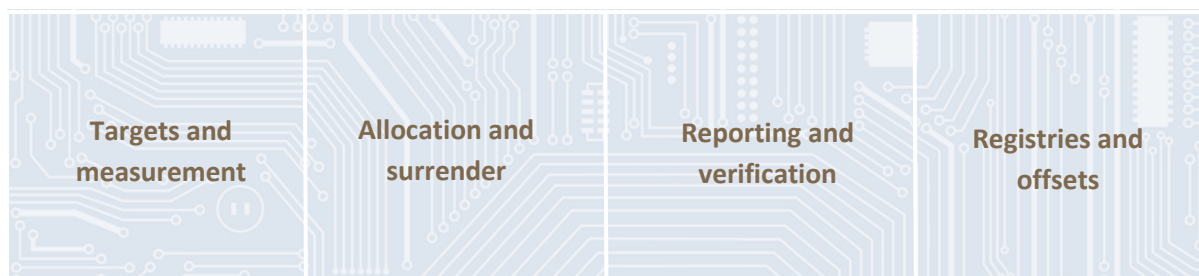 Targets and
measurement
Allocation and
surrender
Reporting and
verification
Registries and
offsets